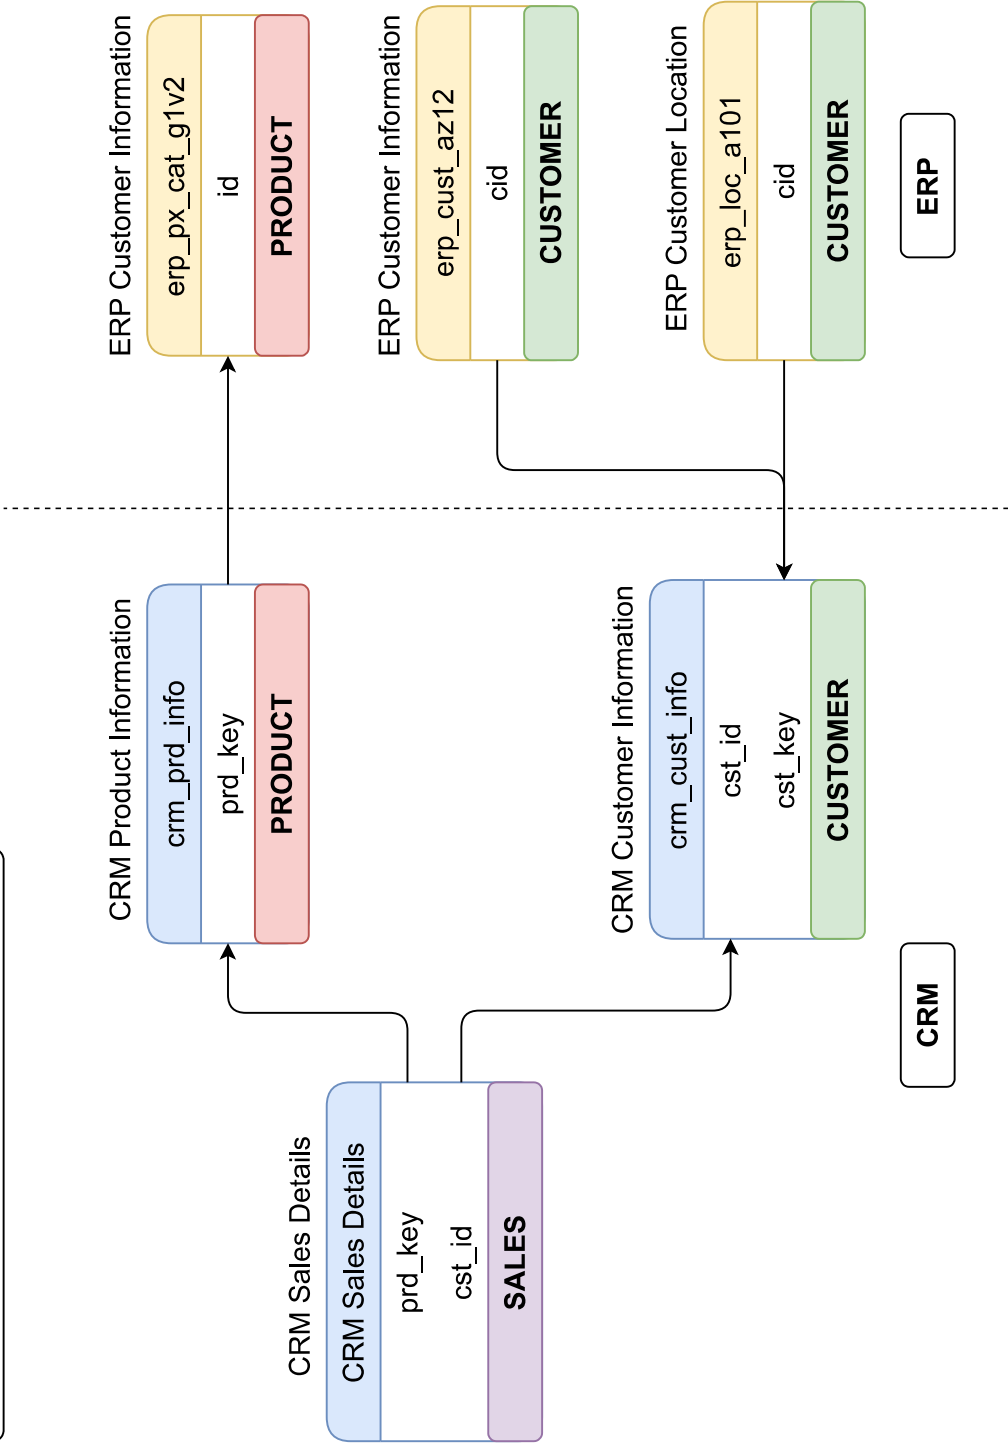 CRM Sales Details
CRM Sales Details
prd_key
cst_id
SALES
CRM Product Information
crm_prd_info
prd_key
PRODUCT
CRM Customer Information
crm_cust_info
cst_id
cst_key
CUSTOMER
CRM
ERP Customer Information
erp_px_cat_g1v2
id
PRODUCT
ERP Customer Information
erp_cust_az12
cid
CUSTOMER
ERP Customer Location
erp_loc_a101
cid
CUSTOMER
ERP